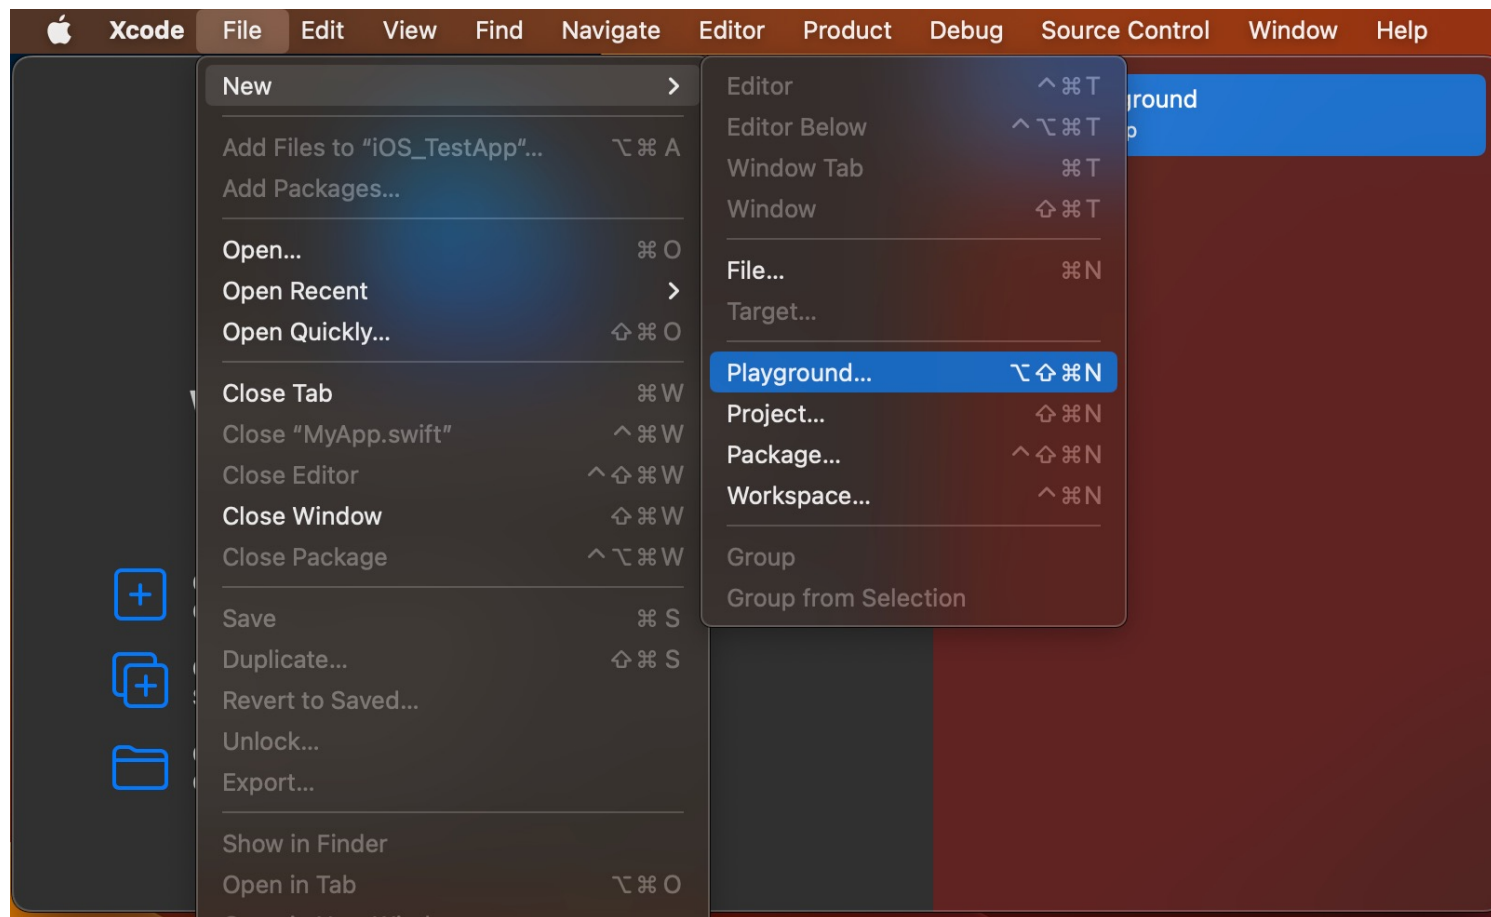 Xcode File Edit View Find Navigate Editor Product Debug Source Control Window Help
New
Add Files to “iOS_TestApp“... ⌥⌘A
Add Packages...
Open... ⌘O
Open Recent
Open Quickly... ⇧⌘O
Close Tab ⌘W
Close “MyApp.swift” ^⌘W
Close Editor ^⇧⌘W
Close Window ⇧⌘W
Close Package ^⌥⌘W
Save ⌘S
Duplicate... ⇧⌘S
Revert to Saved...
Unlock...
Export...
Show in Finder
Open in Tab ⌥⌘O
Editor ^⌘T
Editor Below ^⌥⌘T
Window Tab ⌘T
Window ⇧⌘T
File... ⌘N
Target...
Playground... ⌥⇧⌘N
Project... ⇧⌘N
Package... ^⇧⌘N
Workspace... ^⌘N
Group
Group from Selection
ground
p